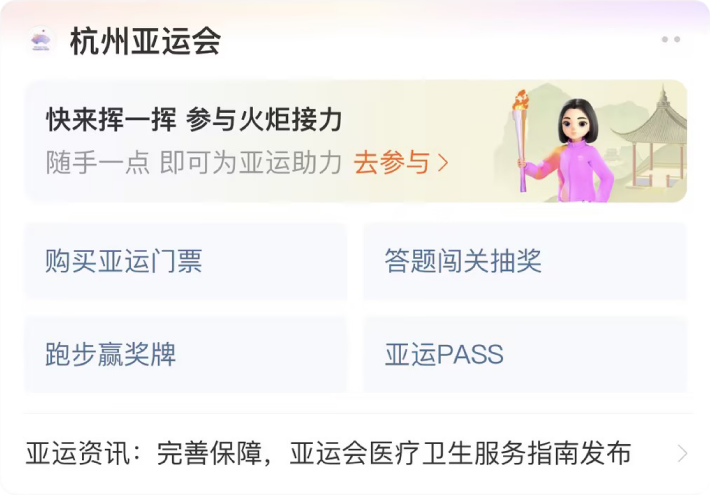 杭州亚运会
快来挥一挥 参与火炬接力
随手一点 即可为亚运助力 去参与
购买亚运门票
答题闯关抽奖
跑步赢奖牌
亚运PASS
亚运资讯：完善保障，亚运会医疗卫生服务指南发布